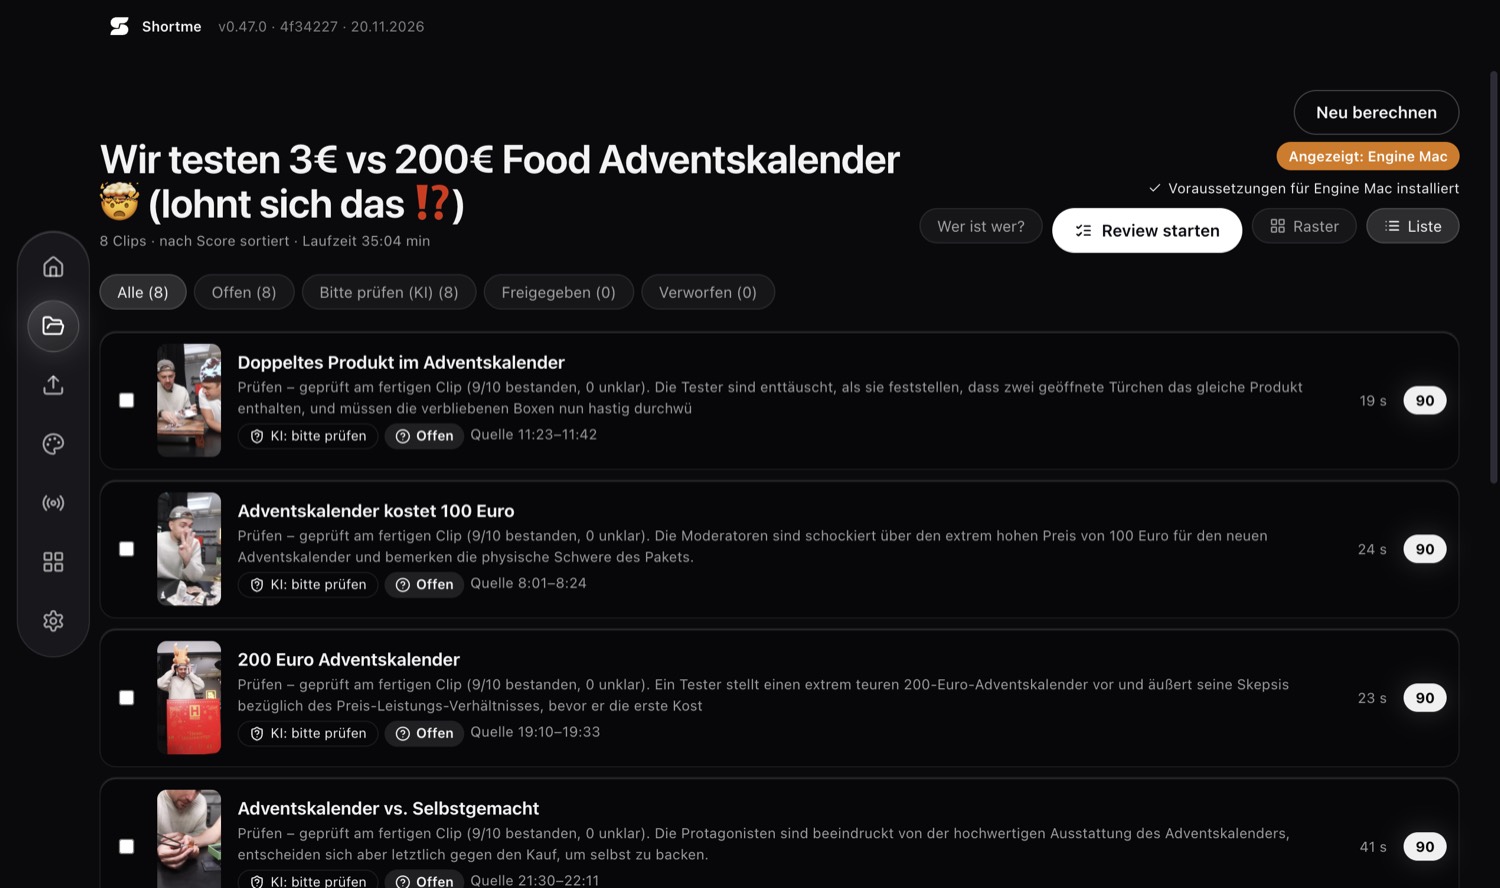 Shortme v0.47.0 · 4f34227 · 20.11.2026
Neu berechnen
Angezeigt: Engine Mac
Voraussetzungen für Engine Mac installiert
Wir testen 3€ vs 200€ Food Adventskalender
🤯 (lohnt sich das ⁉️)
8 Clips · nach Score sortiert · Laufzeit 35:04 min
Wer ist wer? Review starten Raster Liste
Alle (8) Offen (8) Bitte prüfen (KI) (8) Freigegeben (0) Verworfen (0)
Doppeltes Produkt im Adventskalender
Prüfen – geprüft am fertigen Clip (9/10 bestanden, 0 unklar). Die Tester sind enttäuscht, als sie feststellen, dass zwei geöffnete Türchen das gleiche Produkt
enthalten, und müssen die verbliebenen Boxen nun hastig durchwü
19 s 90
KI: bitte prüfen Offen Quelle 11:23–11:42
Adventskalender kostet 100 Euro
Prüfen – geprüft am fertigen Clip (9/10 bestanden, 0 unklar). Die Moderatoren sind schockiert über den extrem hohen Preis von 100 Euro für den neuen
Adventskalender und bemerken die physische Schwere des Pakets.
24 s 90
KI: bitte prüfen Offen Quelle 8:01–8:24
200 Euro Adventskalender
Prüfen – geprüft am fertigen Clip (9/10 bestanden, 0 unklar). Ein Tester stellt einen extrem teuren 200-Euro-Adventskalender vor und äußert seine Skepsis
bezüglich des Preis-Leistungs-Verhältnisses, bevor er die erste Kost
23 s 90
KI: bitte prüfen Offen Quelle 19:10–19:33
Adventskalender vs. Selbstgemacht
Prüfen – geprüft am fertigen Clip (9/10 bestanden, 0 unklar). Die Protagonisten sind beeindruckt von der hochwertigen Ausstattung des Adventskalenders,
entscheiden sich aber letztlich gegen den Kauf, um selbst zu backen.
41 s 90
KI: bitte prüfen Offen Quelle 21:30–22:11